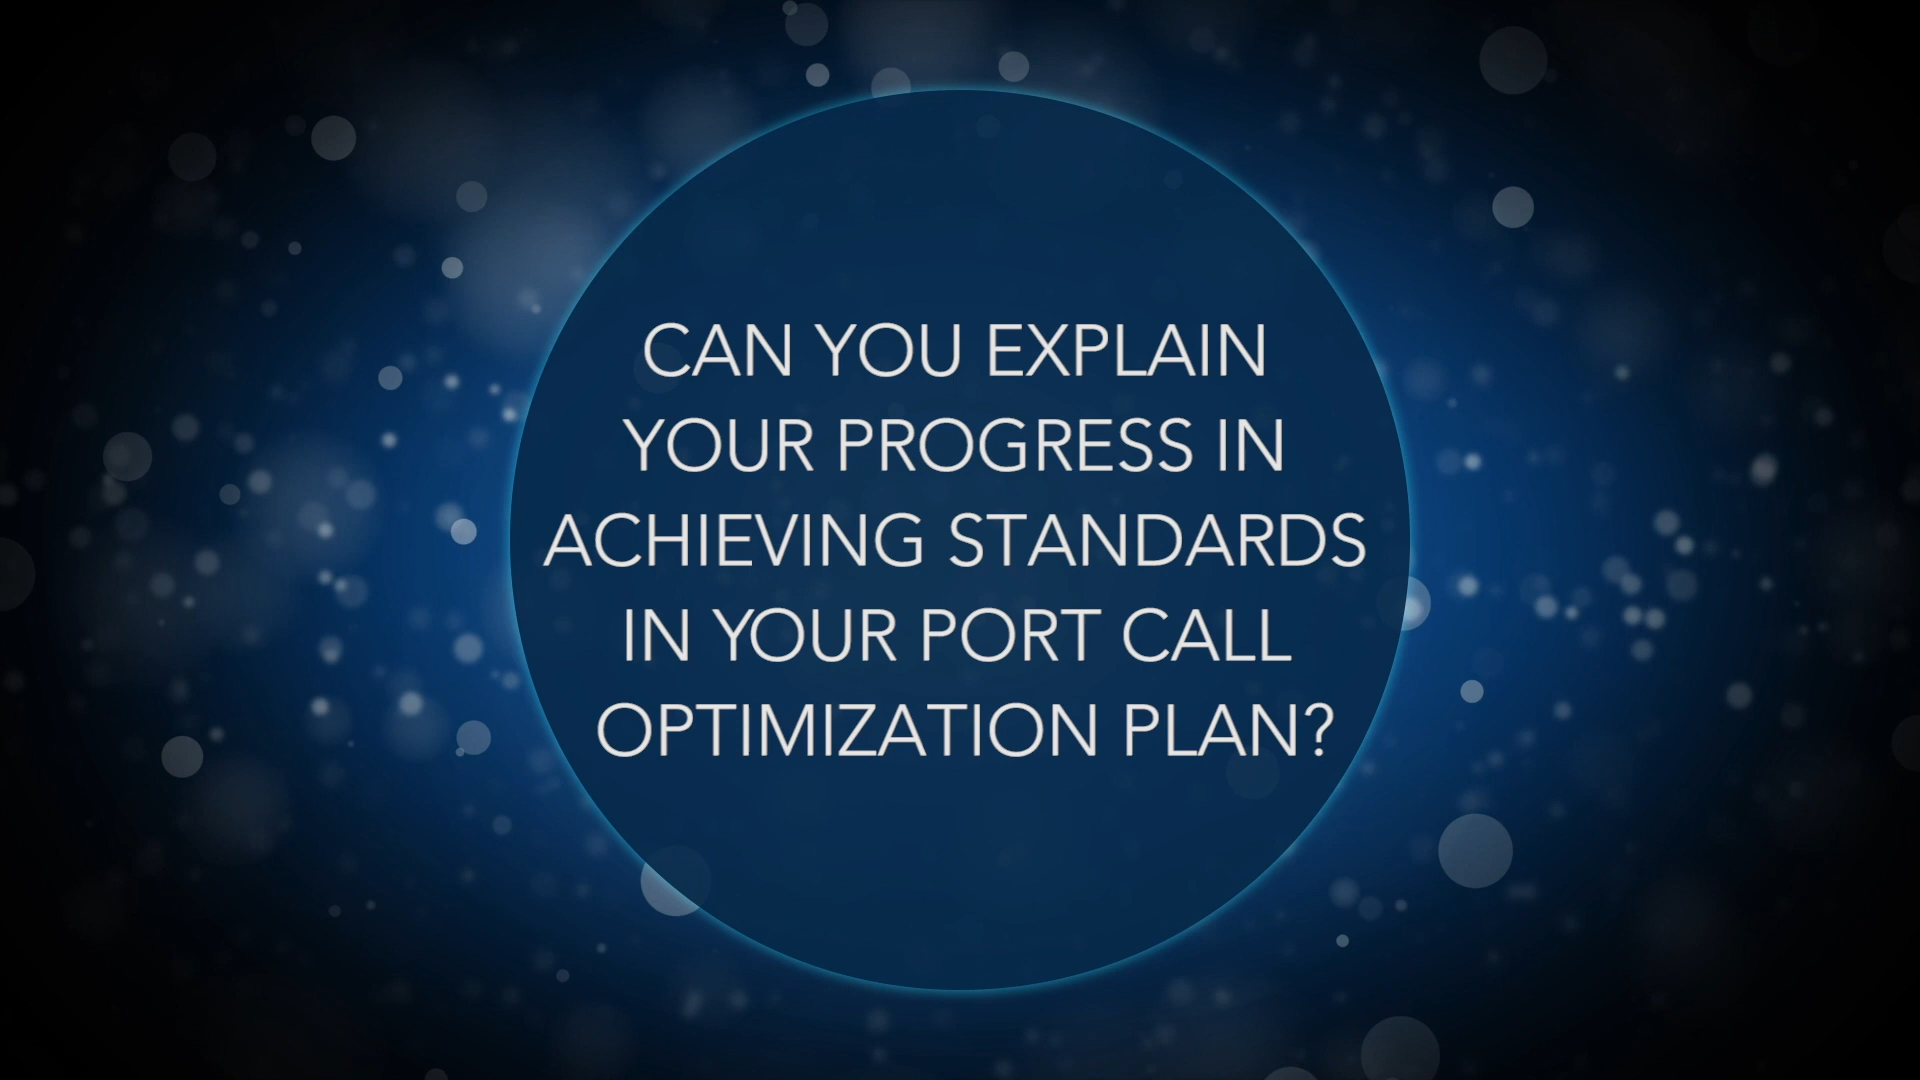 CAN YOU EXPLAIN
YOUR PROGRESS IN
ACHIEVING STANDARDS
IN YOUR PORT CALL
OPTIMIZATION PLAN?